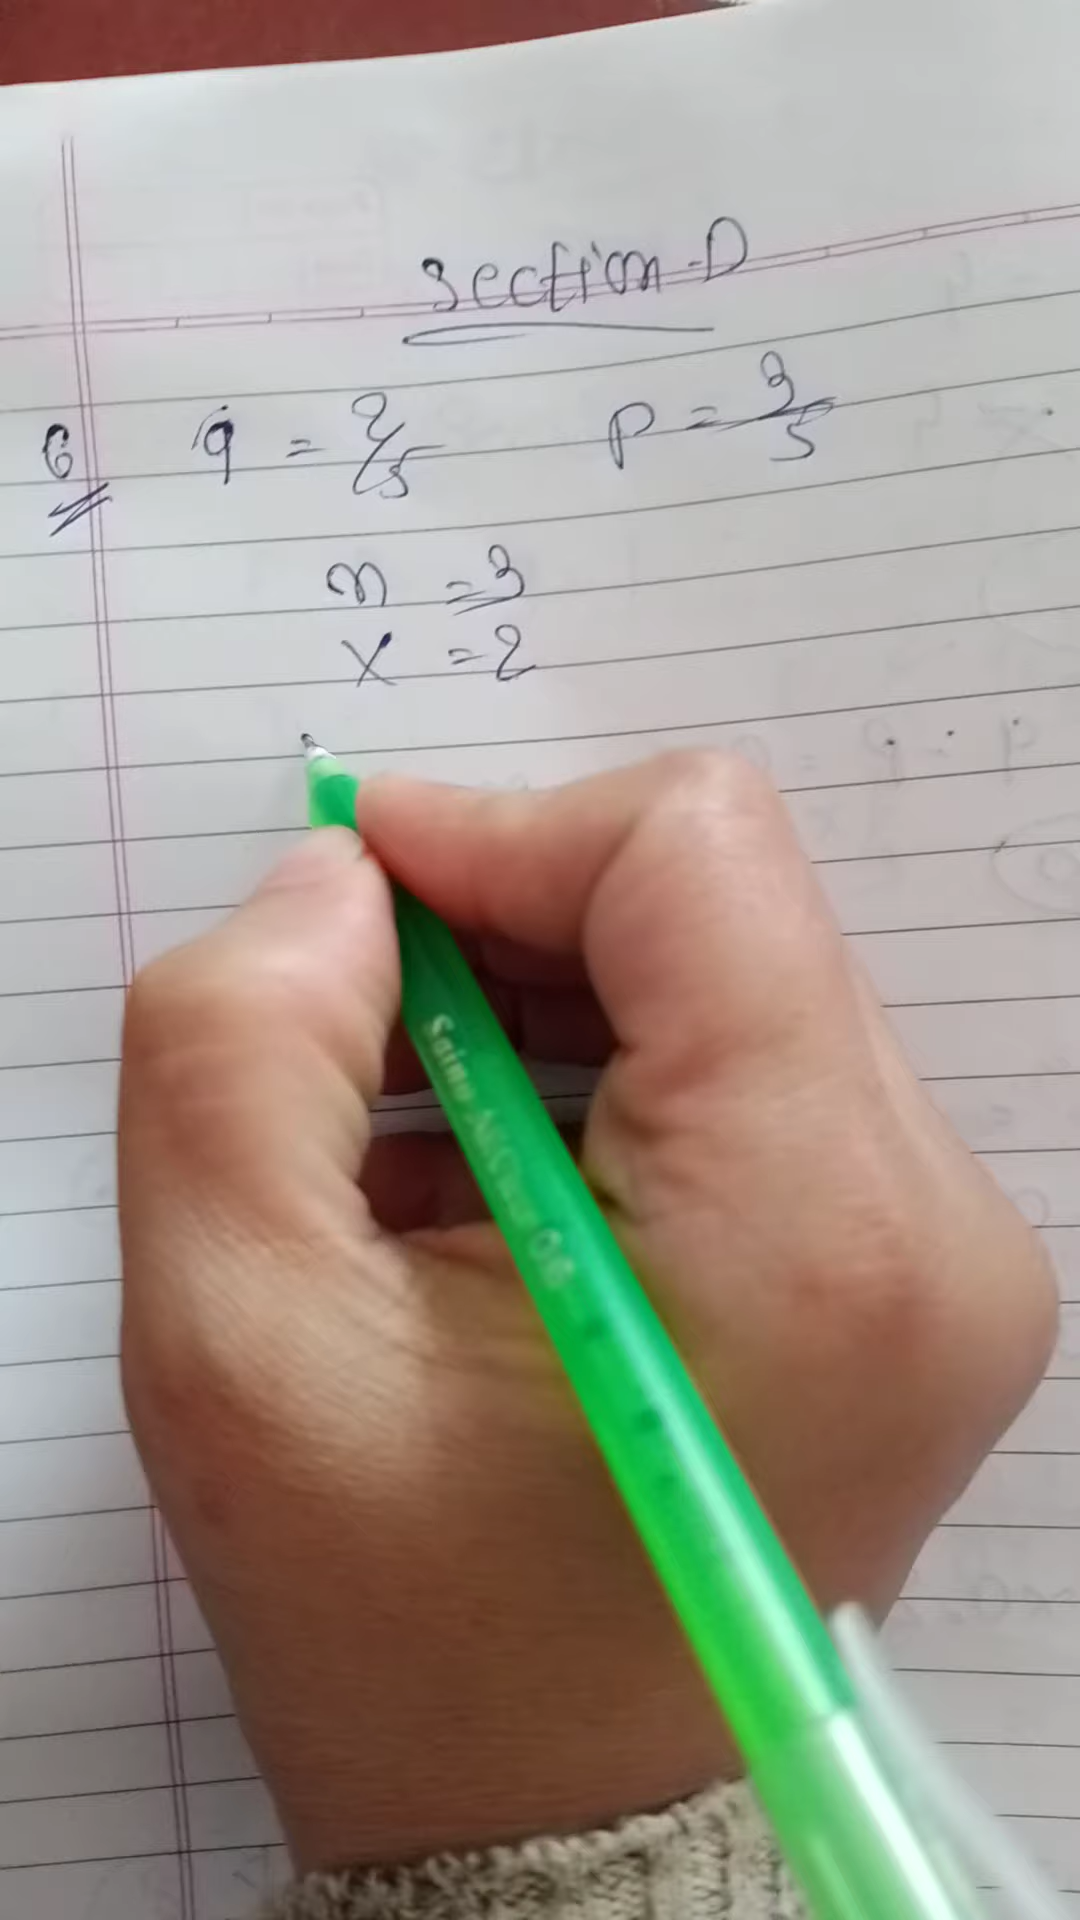 Section-D
6 q = 2/5 p = 3/5
n = 3
x = 2